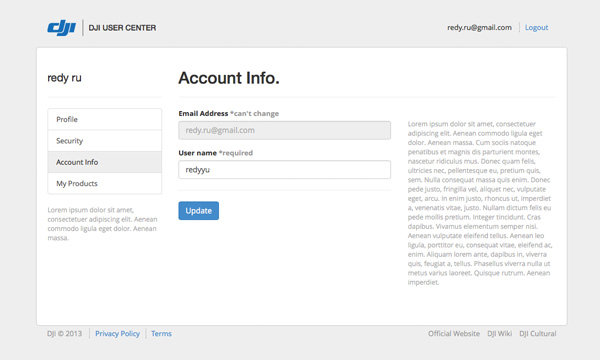 dji DJI USER CENTER
redy.ru@gmail.com Logout
redy ru
Account Info.
Profile
Security
Account Info
My Products
Lorem ipsum dolor sit amet,
consectetuer adipiscing elit. Aenean
commodo ligula eget dolor. Aenean
massa.
Email Address *can't change
redy.ru@gmail.com
User name *required
redyyu
Update
Lorem ipsum dolor sit amet, consectetuer
adipiscing elit. Aenean commodo ligula eget
dolor. Aenean massa. Cum sociis natoque
penatibus et magnis dis parturient montes,
nascetur ridiculus mus. Donec quam felis,
ultricies nec, pellentesque eu, pretium quis,
sem. Nulla consequat massa quis enim. Donec
pede justo, fringilla vel, aliquet nec, vulputate
eget, arcu. In enim justo, rhoncus ut, imperdiet
a, venenatis vitae, justo. Nullam dictum felis eu
pede mollis pretium. Integer tincidunt. Cras
dapibus. Vivamus elementum semper nisi.
Aenean vulputate eleifend tellus. Aenean leo
ligula, porttitor eu, consequat vitae, eleifend ac,
enim. Aliquam lorem ante, dapibus in, viverra
quis, feugiat a, tellus. Phasellus viverra nulla ut
metus varius laoreet. Quisque rutrum. Aenean
imperdiet.
DJI © 2013 Privacy Policy Terms
Official Website DJI Wiki DJI Cultural